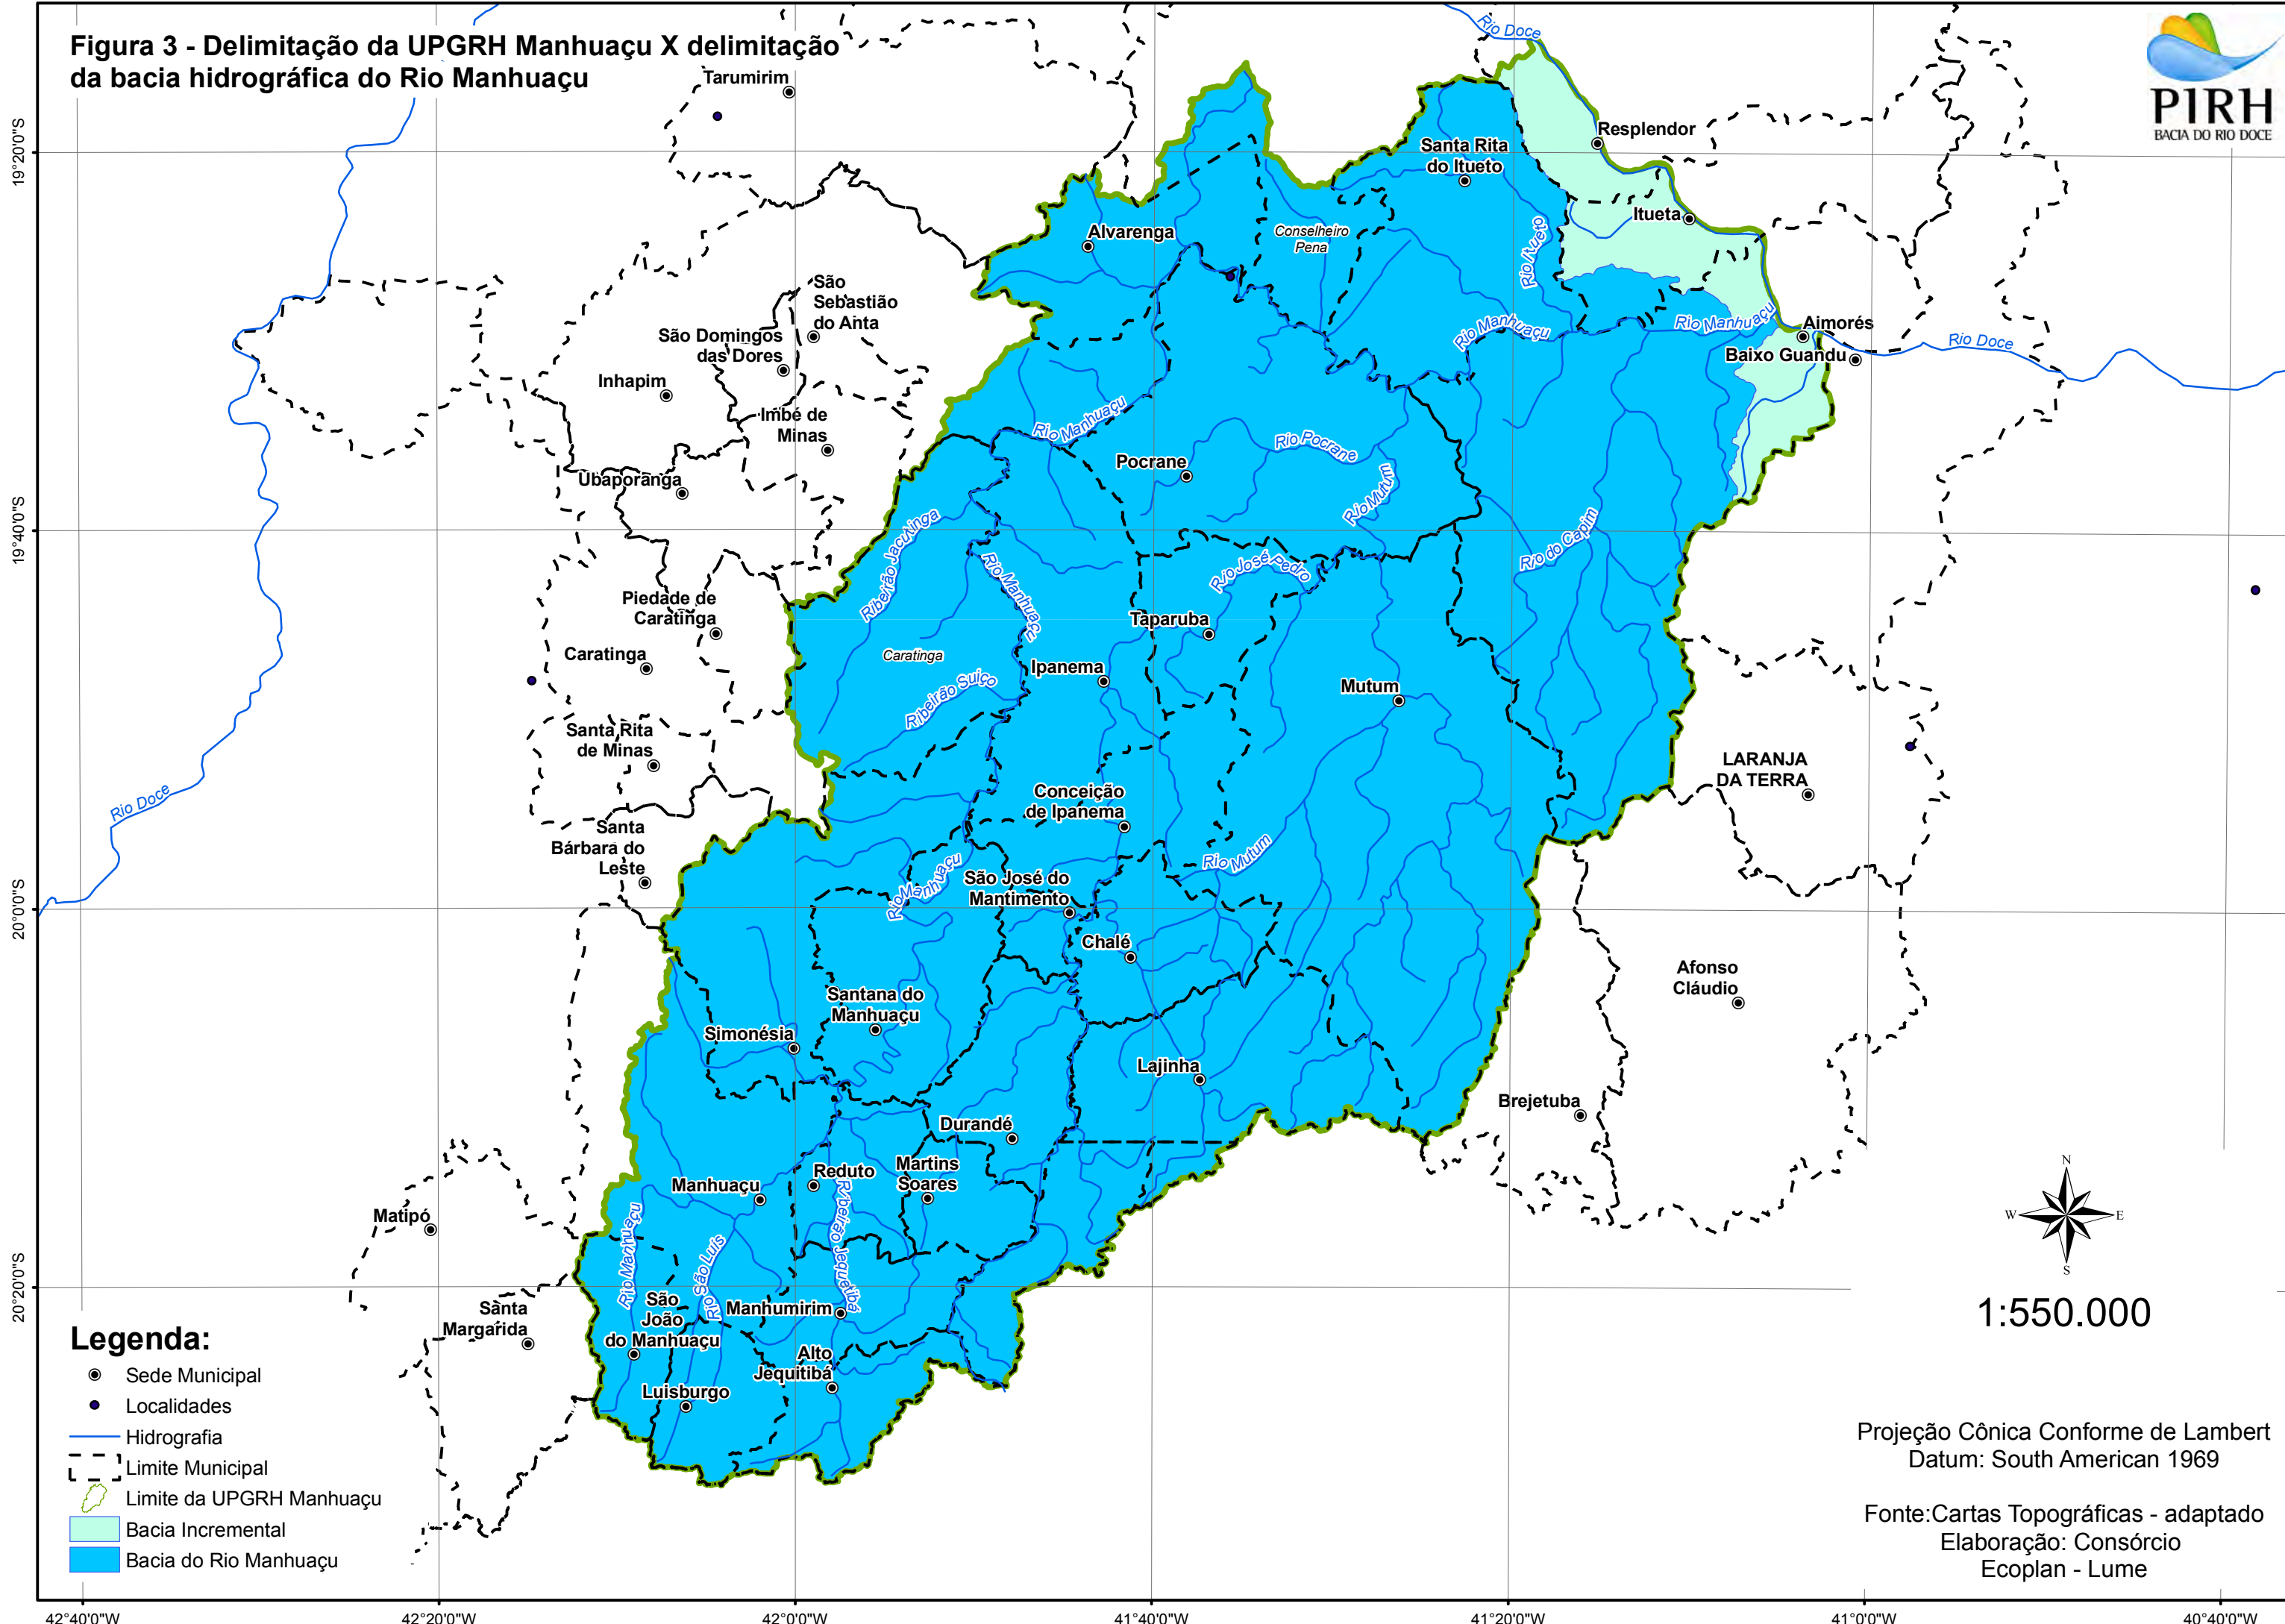 Figura 3 - Delimitação da UPGRH Manhuaçu X delimitação
da bacia hidrográfica do Rio Manhuaçu
PIRH
BACIA DO RIO DOCE
Rio Doce
Tarumirim
19°20'0"S
Resplendor
Santa Rita
do Itueto
Itueta
Alvarenga
Conselheiro
Pena
Rio Itueto
São
Sebastião
do Anta
São Domingos
das Dores
Rio Manhuaçu
Rio Manhuaçu
Aimorés
Baixo Guandu
Rio Doce
Inhapim
Imbé de
Minas
Rio Manhuaçu
Rio Pocrane
Pocrane
Ubaporanga
Rio Mutum
19°40'0"S
Ribeirão Jacutinga
Rio Manhuaçu
Rio José Pedro
Rio do Capim
Piedade de
Caratinga
Taparuba
Caratinga
Caratinga
Ipanema
Ribeirão Suiço
Mutum
Santa Rita
de Minas
LARANJA
DA TERRA
Rio Doce
Conceição
de Ipanema
Santa
Bárbara do
Leste
Rio Manhuaçu
Rio Mutum
São José do
Mantimento
20°0'0"S
Chalé
Afonso
Cláudio
Santana do
Manhuaçu
Simonésia
Lajinha
Brejetuba
Durandé
Reduto
Martins
Soares
Manhuaçu
Ribeirão Jequitibá
Matipó
Rio Manhuaçu
Rio São Luis
N
W
E
S
20°20'0"S
1:550.000
Santa
Margarida
São
João
do Manhuaçu
Manhumirim
Alto
Jequitibá
Luisburgo
Legenda:
Sede Municipal
Localidades
Hidrografia
Limite Municipal
Limite da UPGRH Manhuaçu
Bacia Incremental
Bacia do Rio Manhuaçu
Projeção Cônica Conforme de Lambert
Datum: South American 1969
Fonte:Cartas Topográficas - adaptado
Elaboração: Consórcio
Ecoplan - Lume
42°40'0"W
42°20'0"W
42°0'0"W
41°40'0"W
41°20'0"W
41°0'0"W
40°40'0"W